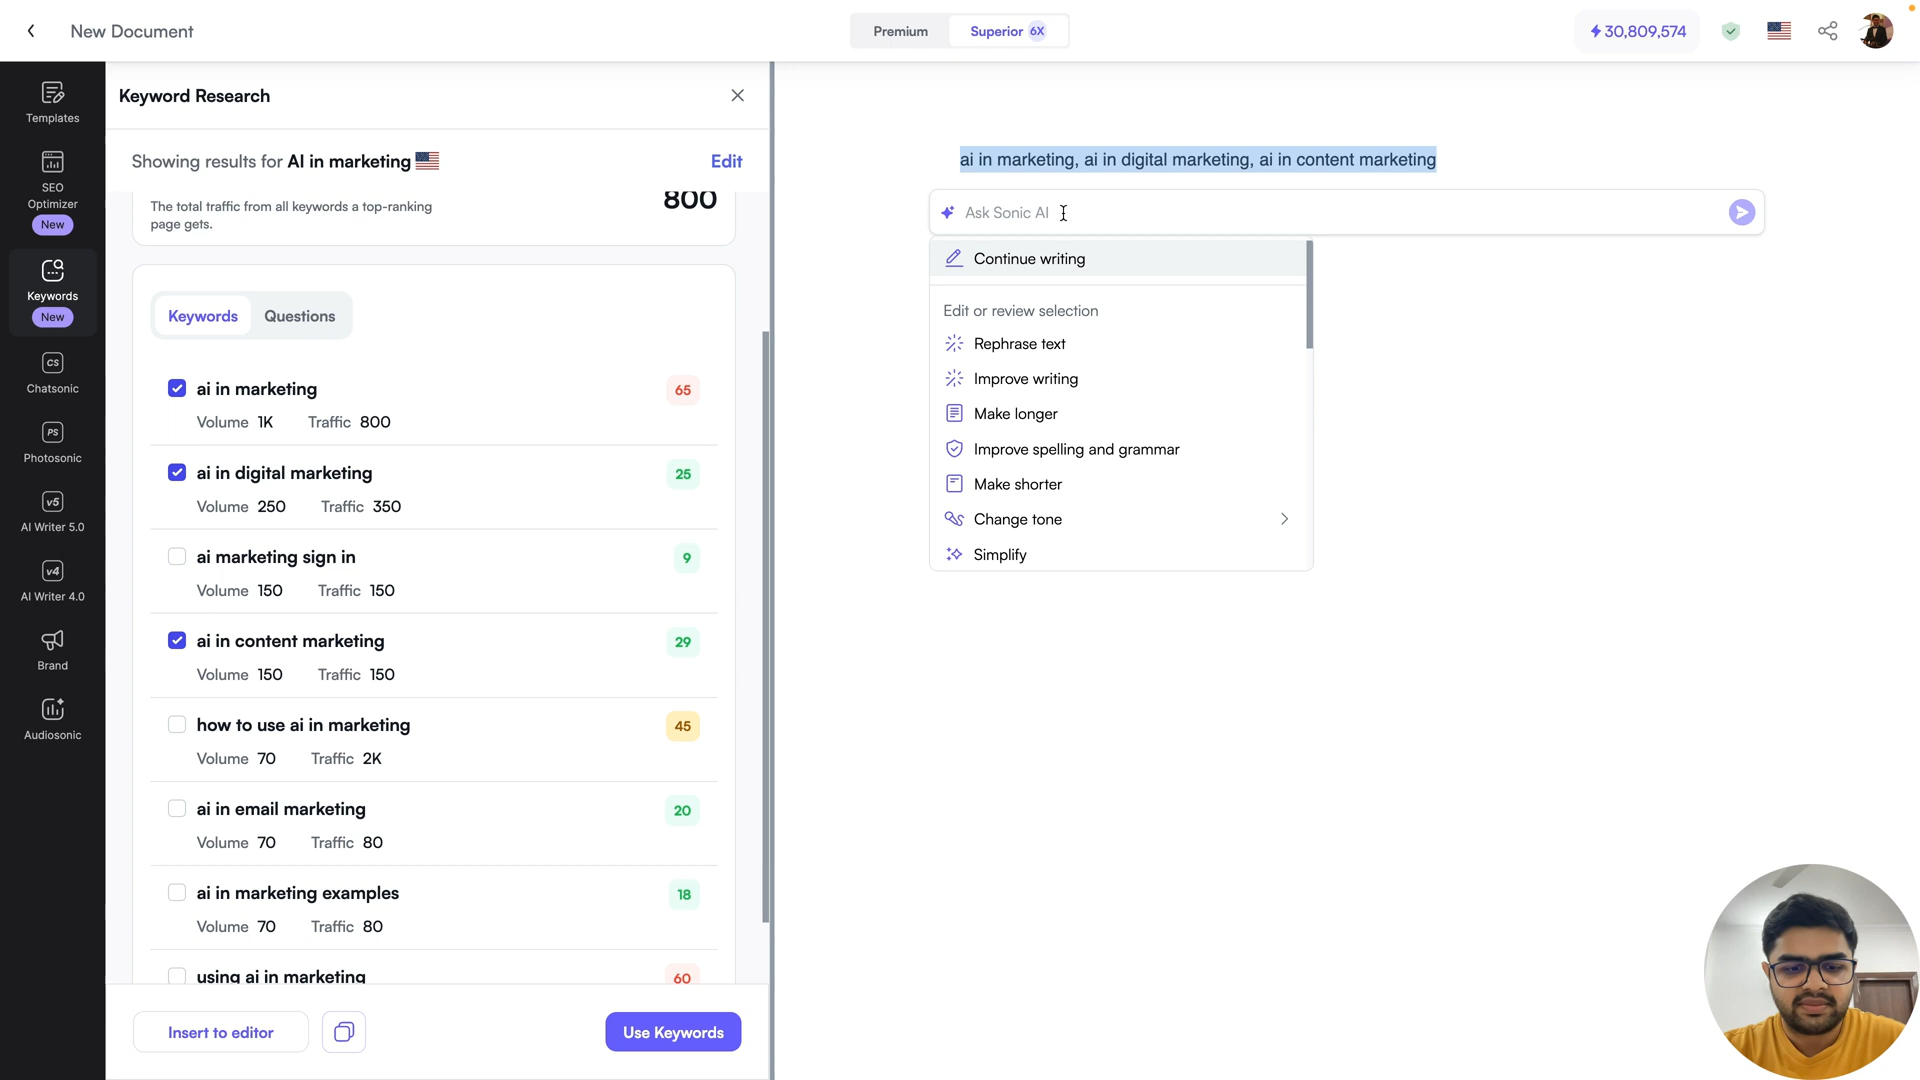 New Document
Premium
Superior 6X
30,809,574
Templates
SEO
Optimizer
New
Keywords
New
CS
Chatsonic
PS
Photosonic
v5
AI Writer 5.0
v4
AI Writer 4.0
Brand
Audiosonic
Keyword Research
Showing results for AI in marketing
Edit
The total traffic from all keywords a top-ranking
page gets.
800
Keywords
Questions
ai in marketing
65
Volume 1K Traffic 800
ai in digital marketing
25
Volume 250 Traffic 350
ai marketing sign in
9
Volume 150 Traffic 150
ai in content marketing
29
Volume 150 Traffic 150
how to use ai in marketing
45
Volume 70 Traffic 2K
ai in email marketing
20
Volume 70 Traffic 80
ai in marketing examples
18
Volume 70 Traffic 80
using ai in marketing
60
Insert to editor
Use Keywords
ai in marketing, ai in digital marketing, ai in content marketing
Ask Sonic AI
Continue writing
Edit or review selection
Rephrase text
Improve writing
Make longer
Improve spelling and grammar
Make shorter
Change tone
Simplify